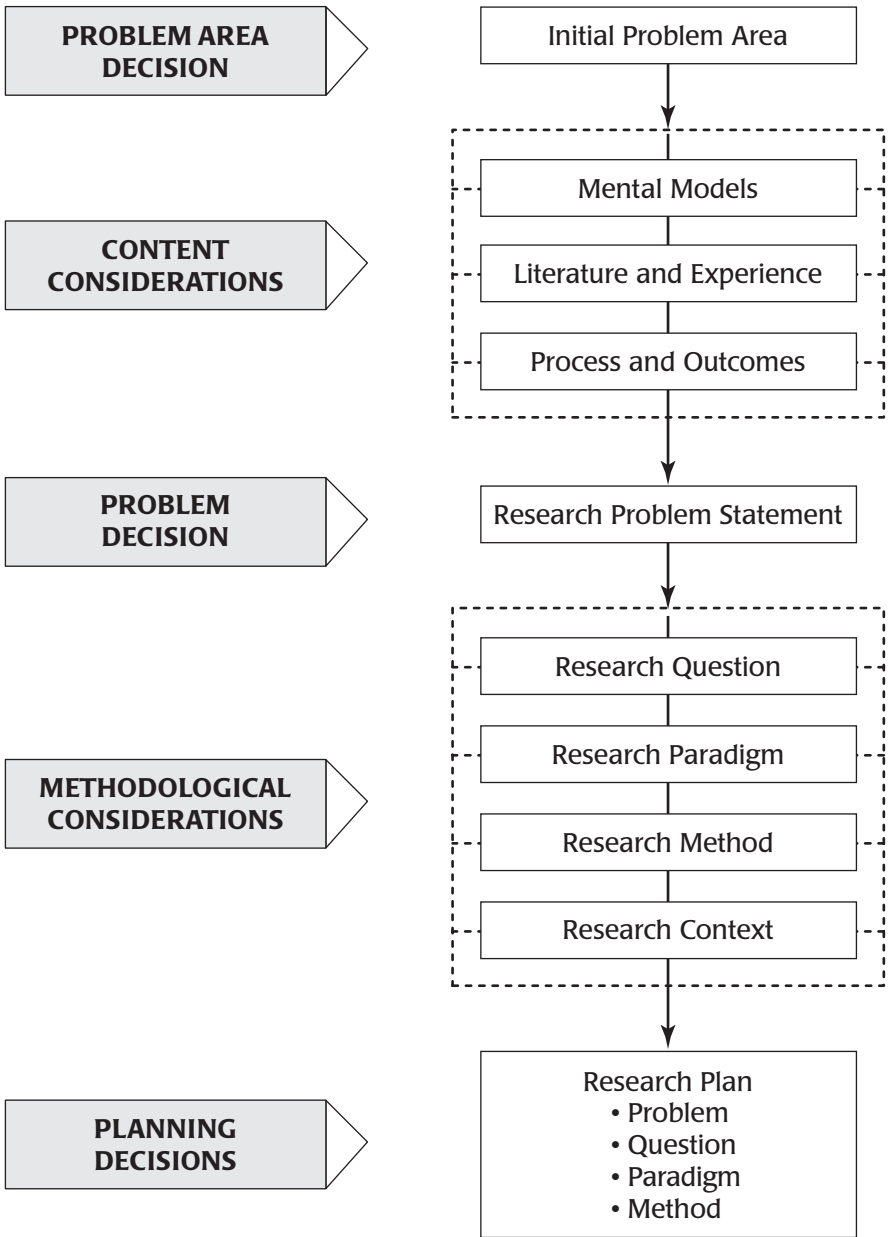 PROBLEM AREA
DECISION
Initial Problem Area
CONTENT
CONSIDERATIONS
Mental Models
Literature and Experience
Process and Outcomes
PROBLEM
DECISION
Research Problem Statement
METHODOLOGICAL
CONSIDERATIONS
Research Question
Research Paradigm
Research Method
Research Context
PLANNING
DECISIONS
Research Plan
• Problem
• Question
• Paradigm
• Method